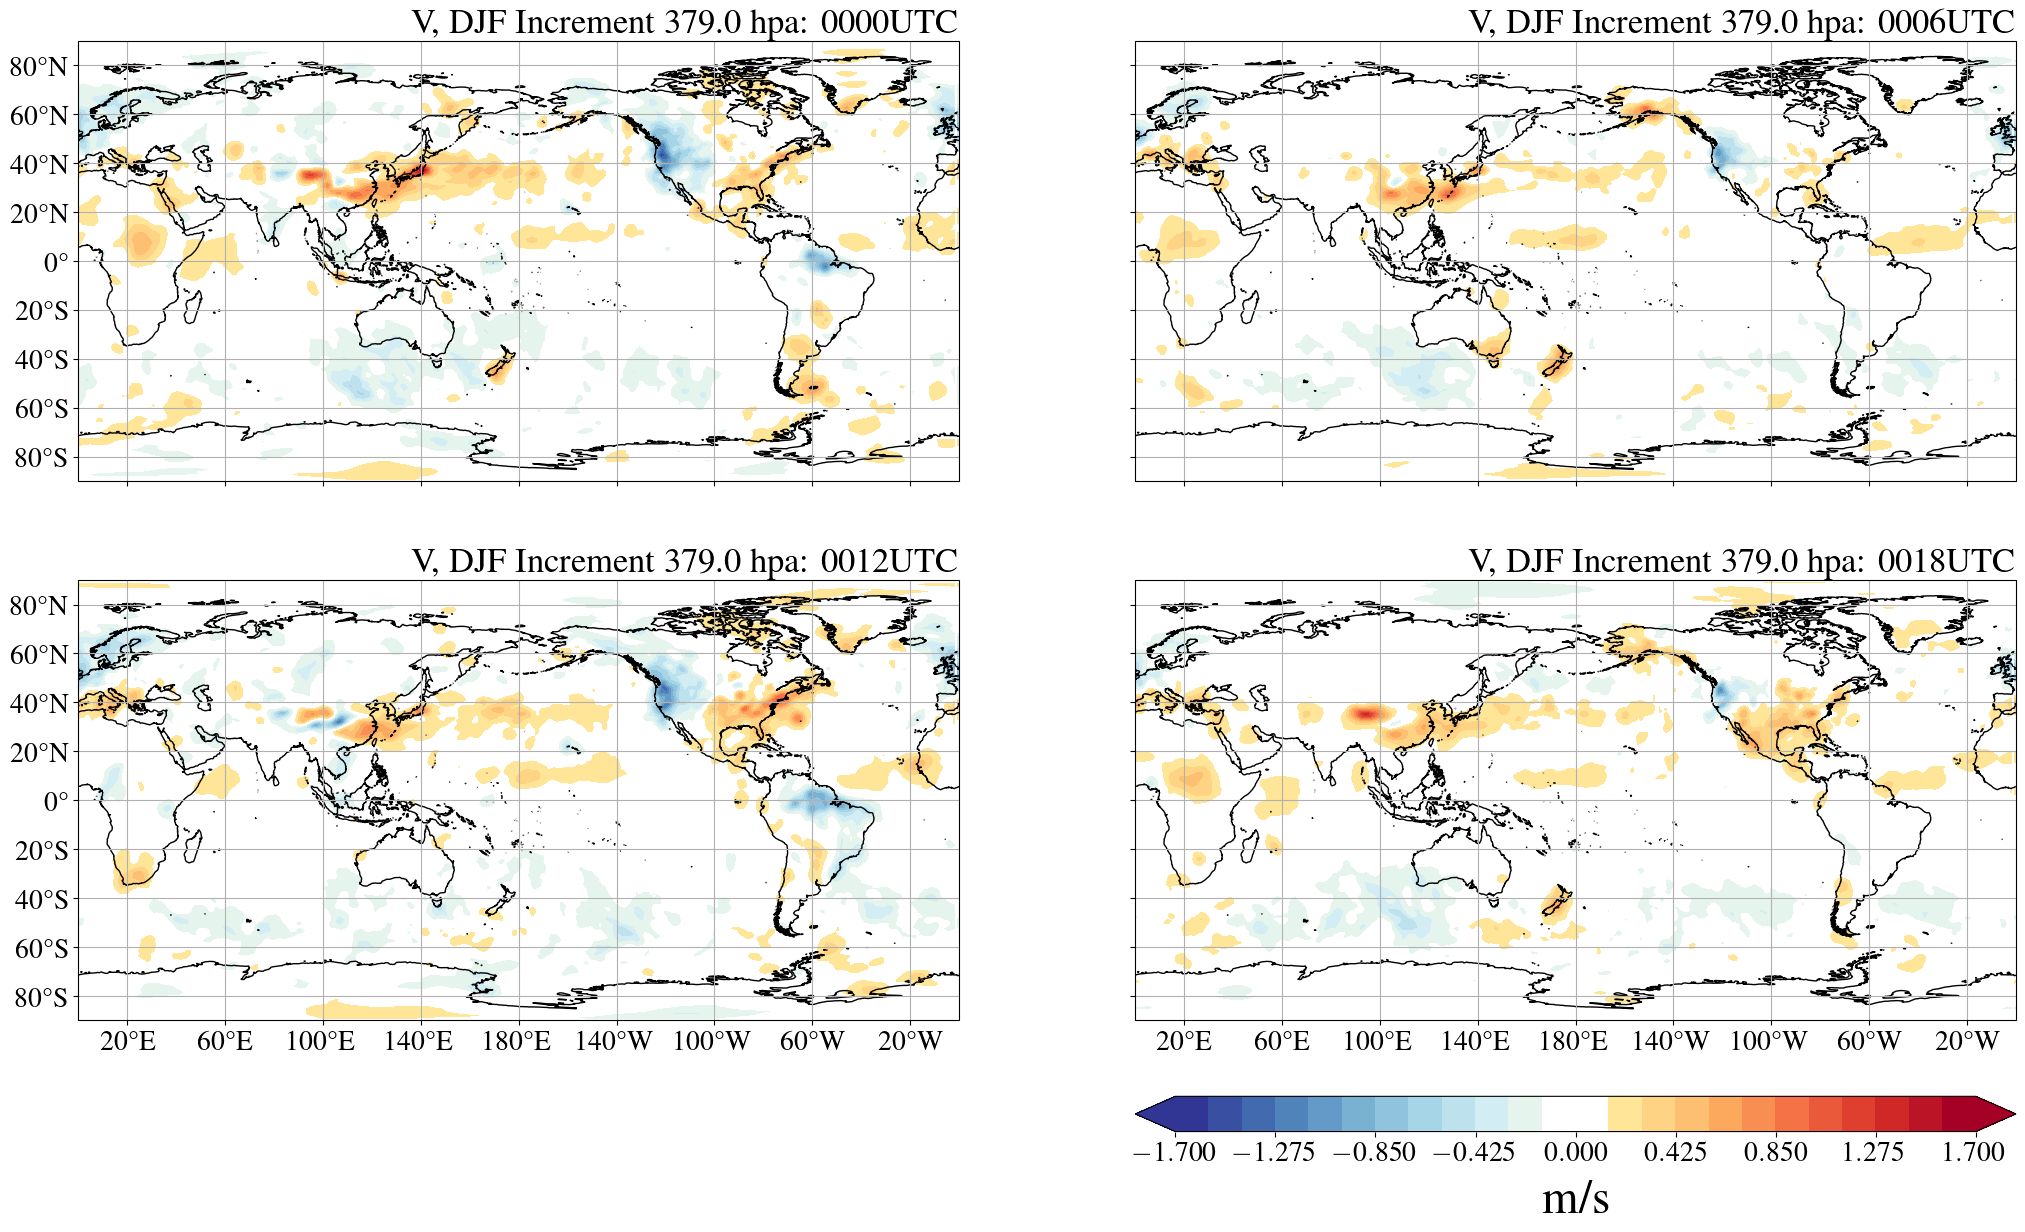 V, DJF Increment 379.0 hpa: 0000UTC
V, DJF Increment 379.0 hpa: 0006UTC
80°N
60°N
40°N
20°N
0°
20°S
40°S
60°S
80°S
V, DJF Increment 379.0 hpa: 0012UTC
V, DJF Increment 379.0 hpa: 0018UTC
80°N
60°N
40°N
20°N
0°
20°S
40°S
60°S
80°S
20°E 60°E 100°E 140°E 180°E 140°W 100°W 60°W 20°W
20°E 60°E 100°E 140°E 180°E 140°W 100°W 60°W 20°W
−1.700 −1.275 −0.850 −0.425 0.000 0.425 0.850 1.275 1.700
m/s